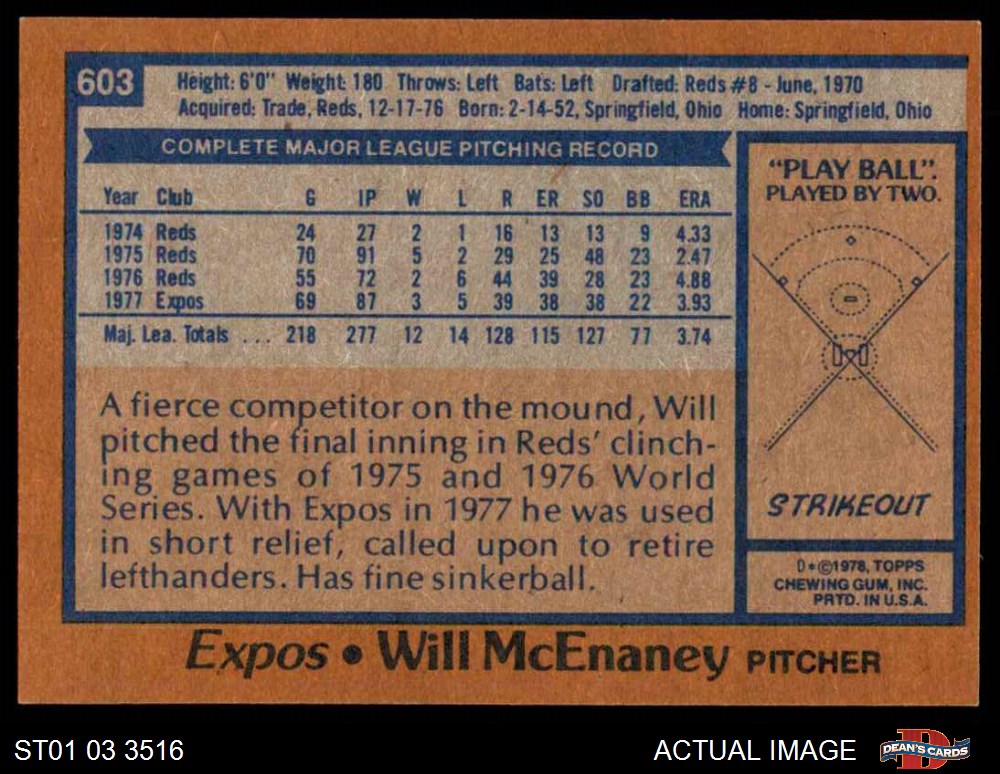 603
Height: 6'0" Weight: 180 Throws: Left Bats: Left Drafted: Reds #8 - June, 1970
Acquired: Trade, Reds, 12-17-76 Born: 2-14-52, Springfield, Ohio Home: Springfield, Ohio
COMPLETE MAJOR LEAGUE PITCHING RECORD
Year Club G IP W L R ER SO BB ERA
1974 Reds 24 27 2 1 16 13 13 9 4.33
1975 Reds 70 91 5 2 29 25 48 23 2.47
1976 Reds 55 72 2 6 44 39 28 23 4.88
1977 Expos 69 87 3 5 39 38 38 22 3.93
Maj. Lea. Totals ... 218 277 12 14 128 115 127 77 3.74
A fierce competitor on the mound, Will
pitched the final inning in Reds' clinch-
ing games of 1975 and 1976 World
Series. With Expos in 1977 he was used
in short relief, called upon to retire
lefthanders. Has fine sinkerball.
"PLAY BALL".
PLAYED BY TWO.
STRIKEOUT
D*©1978, TOPPS
CHEWING GUM, INC.
PRTD. IN U.S.A.
Expos • Will McEnaney PITCHER
ST01 03 3516
ACTUAL IMAGE
DEAN'S CARDS